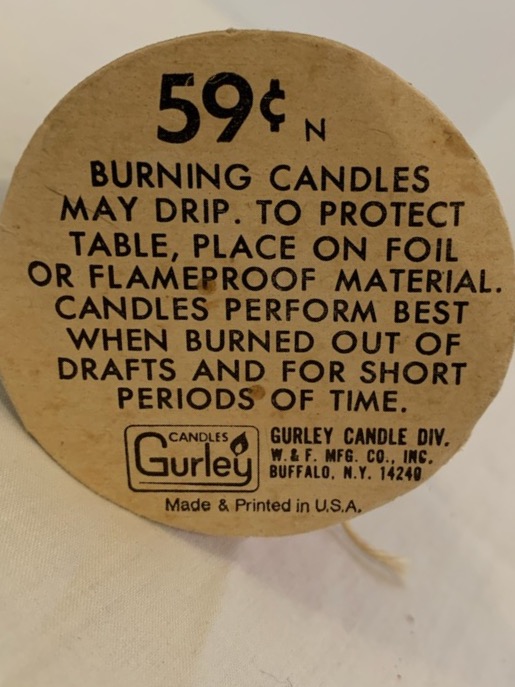 59¢ N
BURNING CANDLES
MAY DRIP. TO PROTECT
TABLE, PLACE ON FOIL
OR FLAMEPROOF MATERIAL.
CANDLES PERFORM BEST
WHEN BURNED OUT OF
DRAFTS AND FOR SHORT
PERIODS OF TIME.
CANDLES
Gurley
GURLEY CANDLE DIV.
W. & F. MFG. CO., INC.
BUFFALO, N.Y. 14240
Made & Printed in U.S.A.